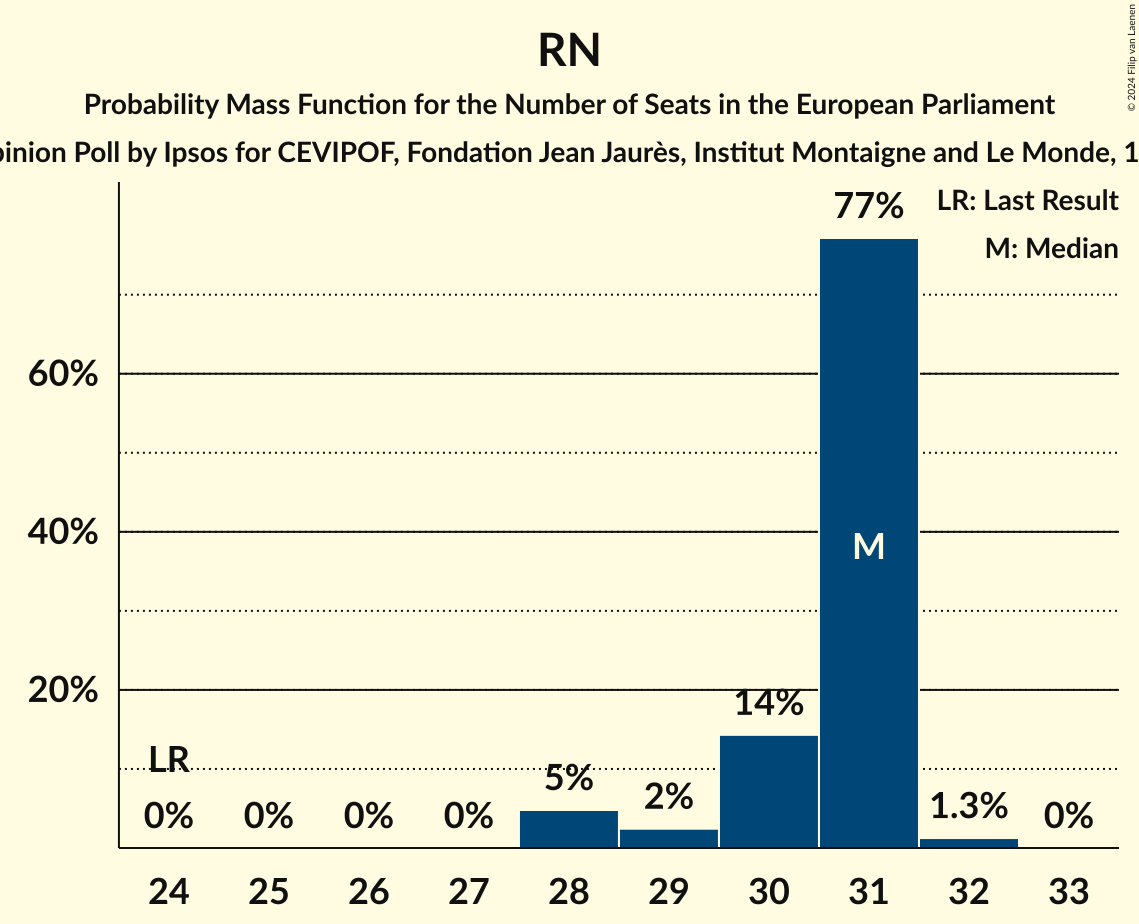 RN
Probability Mass Function for the Number of Seats in the European Parliament
Poll by Ipsos for CEVIPOF, Fondation Jean Jaurès, Institut Montaigne and Le Monde,
© 2024 Filip van Laenen
LR: Last Result
M: Median
77%
60%
40%
M
20%
14%
LR
5%
2%
1.3%
0%
0%
0%
0%
0%
24 25 26 27 28 29 30 31 32 33